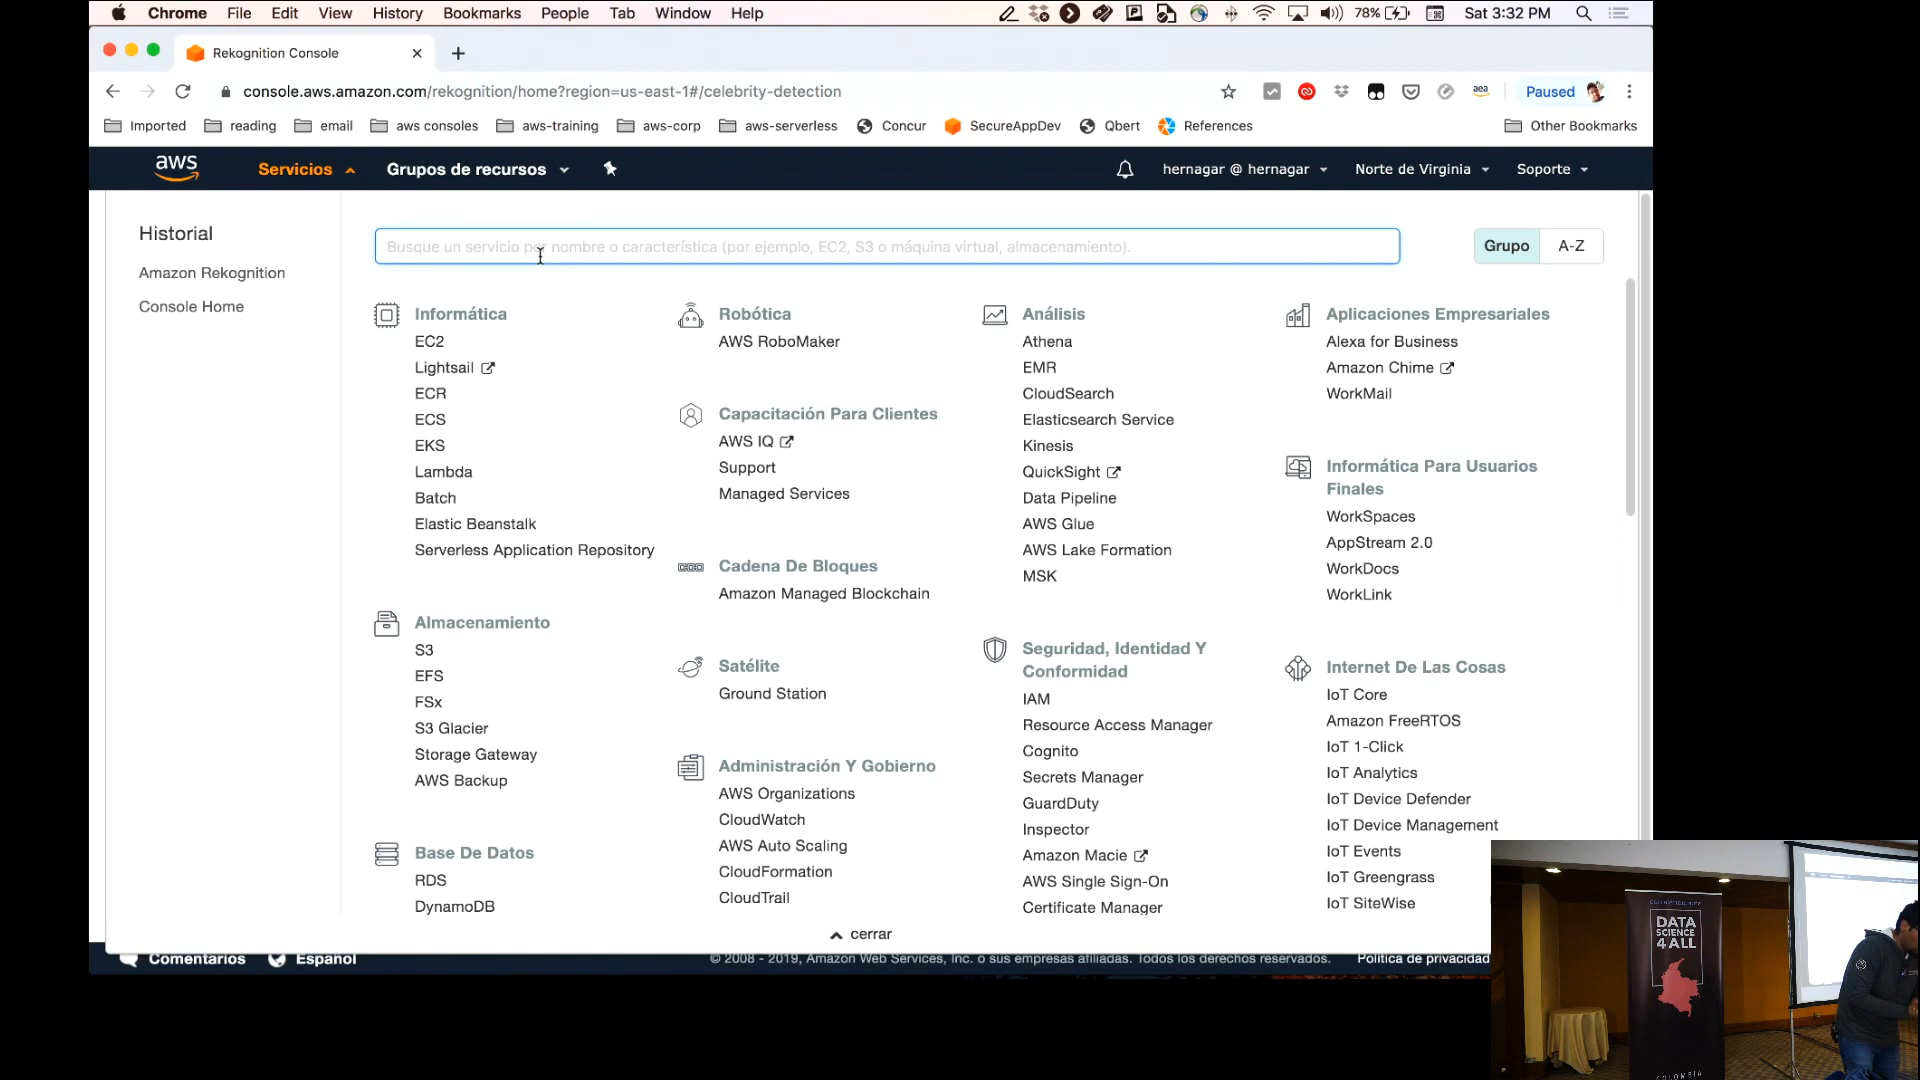 Chrome File Edit View History Bookmarks People Tab Window Help 78% Sat 3:32 PM
Rekognition Console
console.aws.amazon.com/rekognition/home?region=us-east-1#/celebrity-detection aea Paused
Imported reading email aws consoles aws-training aws-corp aws-serverless Concur SecureAppDev Qbert References Other Bookmarks
aws Servicios Grupos de recursos hernagar @ hernagar Norte de Virginia Soporte
Historial
Amazon Rekognition
Console Home
Busque un servicio por nombre o característica (por ejemplo, EC2, S3 o máquina virtual, almacenamiento).
Grupo A-Z
Informática
EC2
Lightsail
ECR
ECS
EKS
Lambda
Batch
Elastic Beanstalk
Serverless Application Repository
Almacenamiento
S3
EFS
FSx
S3 Glacier
Storage Gateway
AWS Backup
Base De Datos
RDS
DynamoDB
Robótica
AWS RoboMaker
Capacitación Para Clientes
AWS IQ
Support
Managed Services
Cadena De Bloques
Amazon Managed Blockchain
Satélite
Ground Station
Administración Y Gobierno
AWS Organizations
CloudWatch
AWS Auto Scaling
CloudFormation
CloudTrail
Análisis
Athena
EMR
CloudSearch
Elasticsearch Service
Kinesis
QuickSight
Data Pipeline
AWS Glue
AWS Lake Formation
MSK
Seguridad, Identidad Y
Conformidad
IAM
Resource Access Manager
Cognito
Secrets Manager
GuardDuty
Inspector
Amazon Macie
AWS Single Sign-On
Certificate Manager
Aplicaciones Empresariales
Alexa for Business
Amazon Chime
WorkMail
Informática Para Usuarios
Finales
WorkSpaces
AppStream 2.0
WorkDocs
WorkLink
Internet De Las Cosas
IoT Core
Amazon FreeRTOS
IoT 1-Click
IoT Analytics
IoT Device Defender
IoT Device Management
IoT Events
IoT Greengrass
IoT SiteWise
cerrar
Comentarios Español © 2008 - 2019, Amazon Web Services, Inc. o sus empresas afiliadas. Todos los derechos reservados. Política de privacidad
DATA
SCIENCE
4 ALL
COLOMBIA